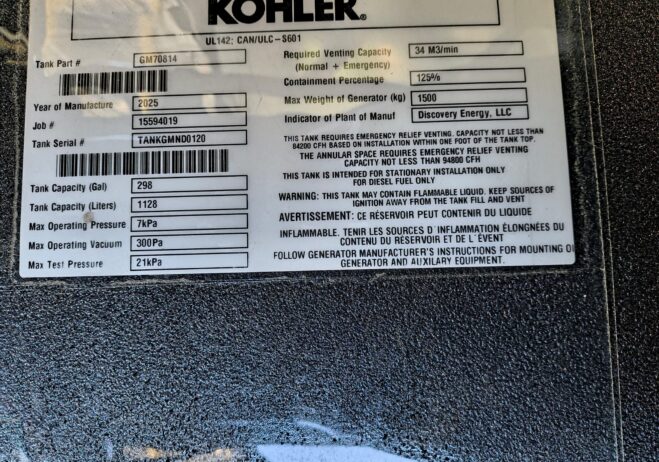 KOHLER®
UL142; CAN/ULC-S601
Tank Part # GM70814
Year of Manufacture 2025
Job # 15594019
Tank Serial # TANKGMND0120
Tank Capacity (Gal) 298
Tank Capacity (Liters) 1128
Max Operating Pressure 7kPa
Max Operating Vacuum 300Pa
Max Test Pressure 21kPa
Required Venting Capacity 34 M3/min
(Normal + Emergency)
Containment Percentage 125%
Max Weight of Generator (kg) 1500
Indicator of Plant of Manuf Discovery Energy, LLC
THIS TANK REQUIRES EMERGENCY RELIEF VENTING. CAPACITY NOT LESS THAN
84200 CFH BASED ON INSTALLATION WITHIN ONE FOOT OF THE TANK TOP.
THE ANNULAR SPACE REQUIRES EMERGENCY RELIEF VENTING
CAPACITY NOT LESS THAN 94800 CFH
THIS TANK IS INTENDED FOR STATIONARY INSTALLATION ONLY
FOR DIESEL FUEL ONLY
WARNING: THIS TANK MAY CONTAIN FLAMMABLE LIQUID. KEEP SOURCES OF
IGNITION AWAY FROM THE TANK FILL AND VENT
AVERTISSEMENT: CE RÉSERVOIR PEUT CONTENIR DU LIQUIDE
INFLAMMABLE. TENIR LES SOURCES D´INFLAMMATION ÉLONGÉES DU
CONTENU DU RÉSERVOIR ET DE L´ÉVENT
FOLLOW GENERATOR MANUFACTURER'S INSTRUCTIONS FOR MOUNTING OF
GENERATOR AND AUXILARY EQUIPMENT.